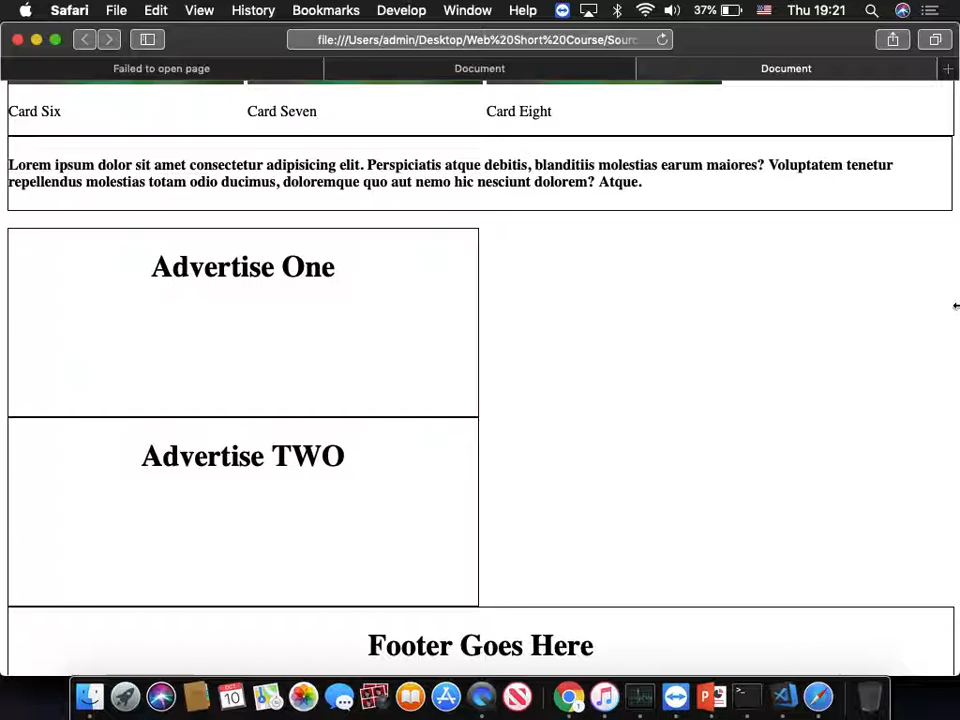 Safari File Edit View History Bookmarks Develop Window Help 37% Thu 19:21
file:///Users/admin/Desktop/Web%20Short%20Course/Sourc
Failed to open page Document Document
Card Six Card Seven Card Eight
Lorem ipsum dolor sit amet consectetur adipisicing elit. Perspiciatis atque debitis, blanditiis molestias earum maiores? Voluptatem tenetur
repellendus molestias totam odio ducimus, doloremque quo aut nemo hic nesciunt dolorem? Atque.
Advertise One
Advertise TWO
Footer Goes Here
OCT
10